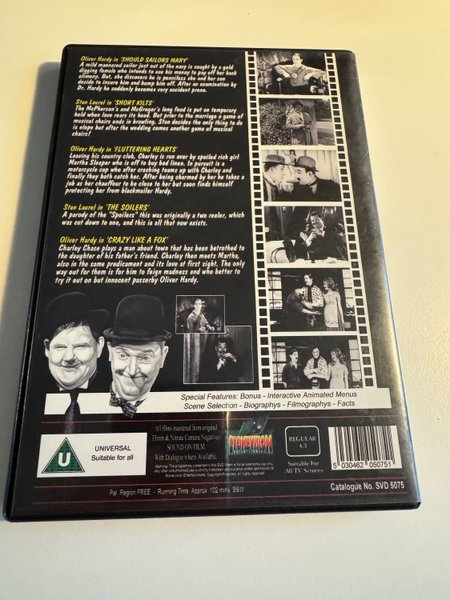 Oliver Hardy in 'SHOULD SAILORS MARY'
A mild mannered sailor just out of the navy is caught by a gold
digging female who intends to use his money to pay off her back
alimony. But, she discovers he is penniless she and her son
decide to insure him and bump him off. After an examination by
Dr. Hardy he suddenly becomes very accident prone.
Stan Laurel in 'SHORT KILTS'
The McPherson's and McGregor's long feud is put on temporary
hold when love rears its head. But prior to the marriage a game of
musical chairs ends in brawling. Stan decides the only thing to do
is elope but after the wedding comes another game of musical
chairs!
Oliver Hardy in 'FLUTTERING HEARTS'
Leaving his country club, Charley is run over by spoiled rich girl
Martha Sleeper who is off to buy bed linen. In pursuit is a
motorcycle cop who after crashing teams up with Charley and
finally they both catch her. After being charmed by her he takes a
job as her chauffeur to be close to her but soon finds himself
protecting her from blackmailer Hardy.
Stan Laurel in 'THE SOILERS'
A parody of the "Spoilers" this was originally a two reeler, which
was cut down to one, and this is all that now exists.
Oliver Hardy in 'CRAZY LIKE A FOX'
Charley Chase plays a man about town that has been betrothed to
the daughter of his father's friend. Charley then meets Martha,
also in the same predicament and its love at first sight. The only
way out for them is for him to feign madness and who better to
try it out on but innocent passerby Oliver Hardy.
Special Features: Bonus - Interactive Animated Menus
Scene Selection - Biographys - Filmographys - Facts
U
UNIVERSAL
Suitable for all
All films mastered from original
35mm & Nitrate Camera Negatives
SOUND ON FILM
With Dialogue where Available.
REGULAR
4:3
Suitable For
All TV Screens
5 030462 050751
Pal Region FREE - Running Time Approx: 102 mins B&W
Catalogue No. SVD 5075